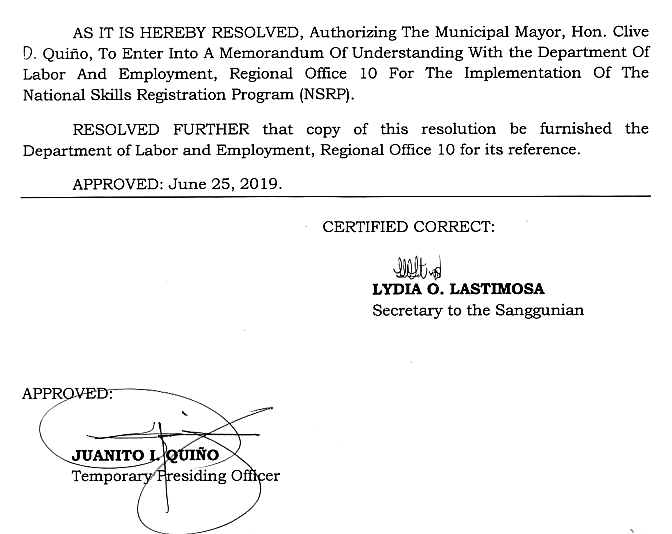 AS IT IS HEREBY RESOLVED, Authorizing The Municipal Mayor, Hon. Clive
D. Quiño, To Enter Into A Memorandum Of Understanding With the Department Of
Labor And Employment, Regional Office 10 For The Implementation Of The
National Skills Registration Program (NSRP).
RESOLVED FURTHER that copy of this resolution be furnished the
Department of Labor and Employment, Regional Office 10 for its reference.
APPROVED: June 25, 2019.
CERTIFIED CORRECT:
LYDIA O. LASTIMOSA
Secretary to the Sanggunian
APPROVED:
JUANITO I. QUIÑO
Temporary Presiding Officer